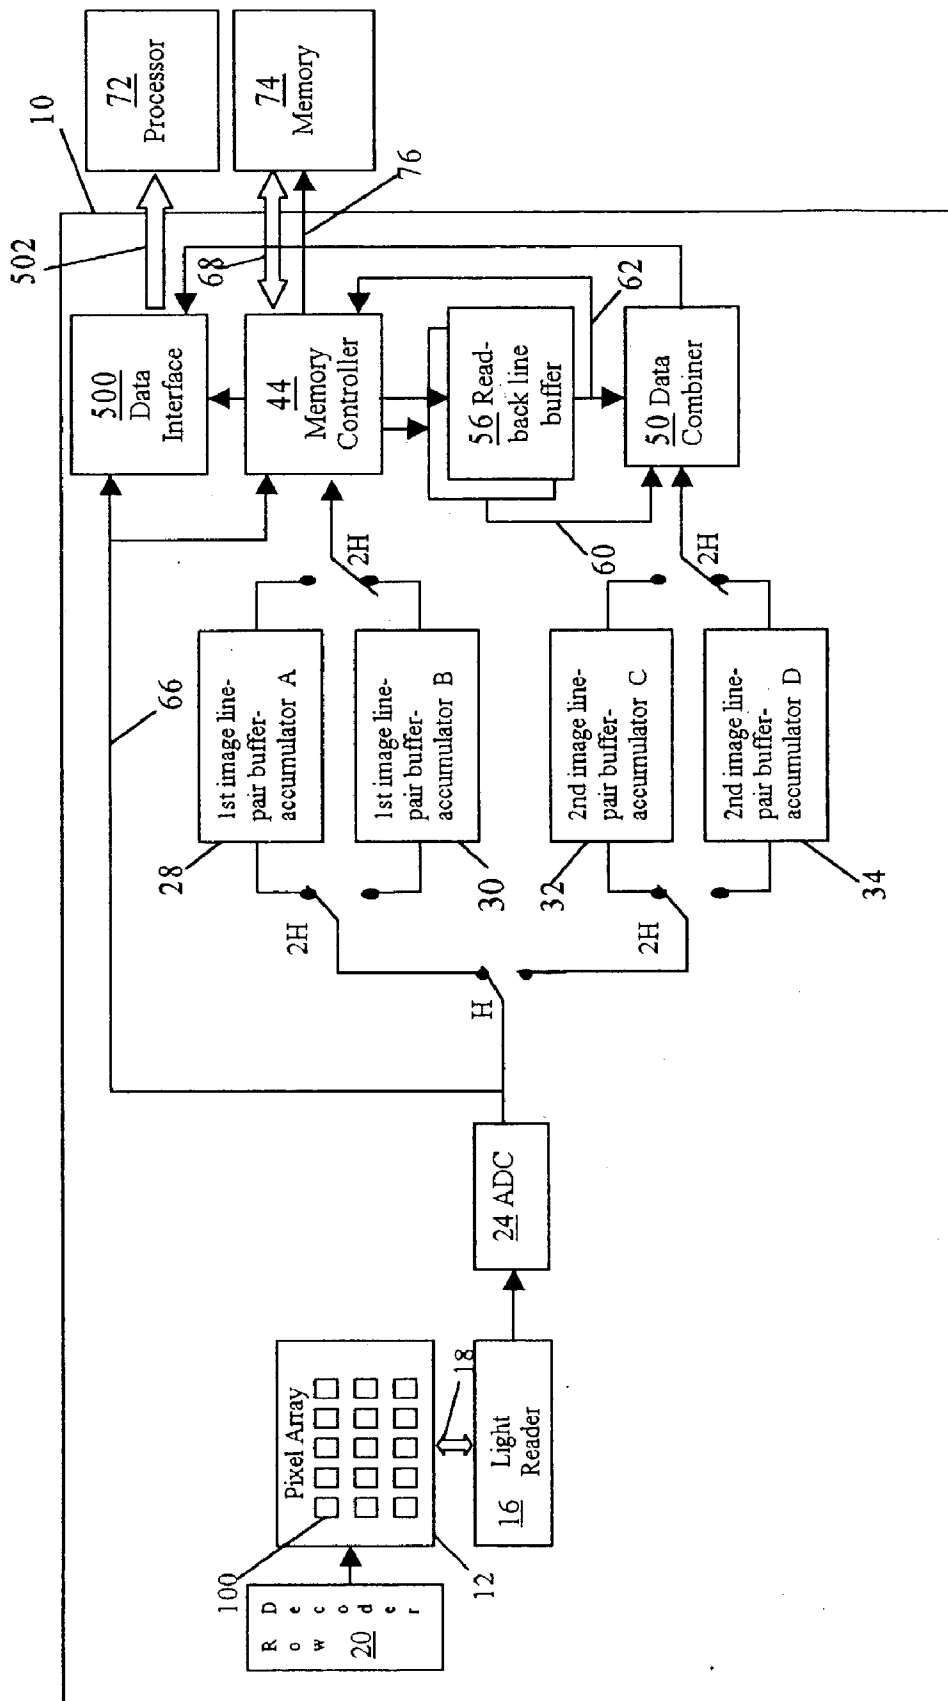 10
502
72
Processor
74
Memory
76
68
500
Data
Interface
44
Memory
Controller
56 Read-
back line
buffer
62
50 Data
Combiner
60
2H
2H
66
1st image line-
pair buffer-
accumulator A
28
1st image line-
pair buffer-
accumulator B
30
2nd image line-
pair buffer-
accumulator C
32
2nd image line-
pair buffer-
accumulator D
34
2H
2H
H
24 ADC
Pixel Array
100
12
18
16 Light
Reader
Row
Decoder
20